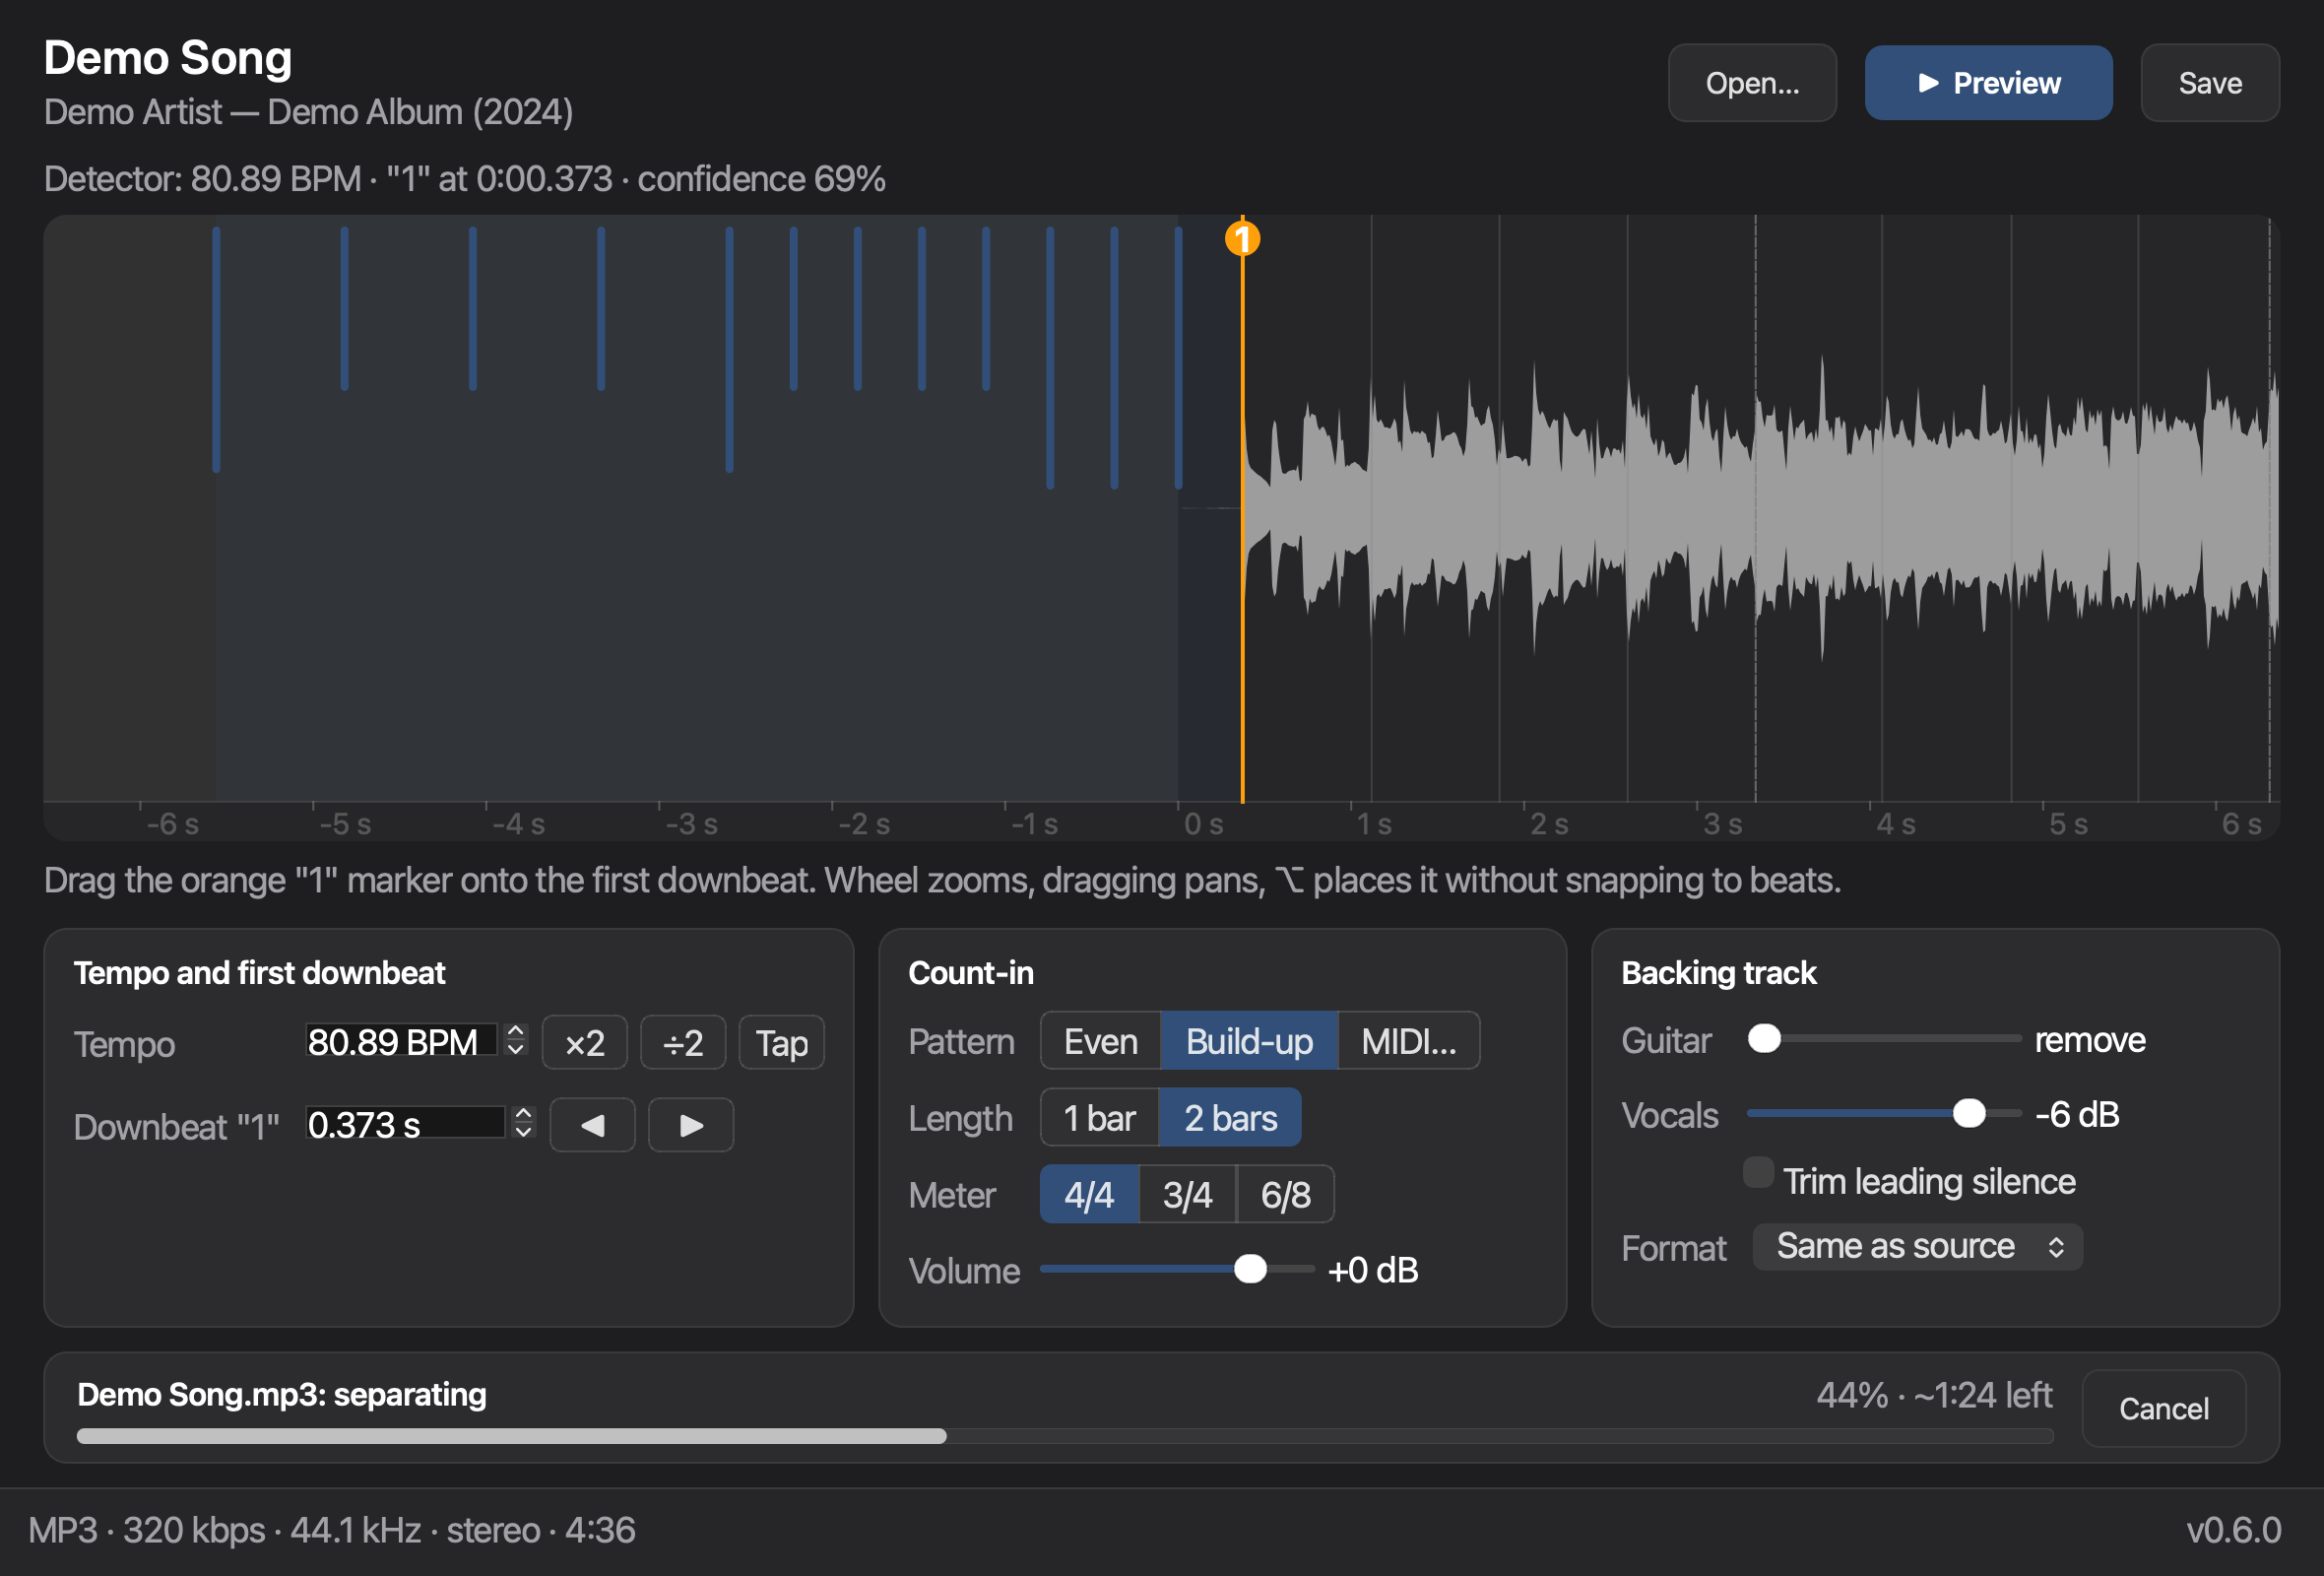 Demo Song
Demo Artist — Demo Album (2024)
Open...
▶ Preview
Save
Detector: 80.89 BPM · "1" at 0:00.373 · confidence 69%
1
-6 s -5 s -4 s -3 s -2 s -1 s 0 s 1 s 2 s 3 s 4 s 5 s 6 s
Drag the orange "1" marker onto the first downbeat. Wheel zooms, dragging pans, ⌥ places it without snapping to beats.
Tempo and first downbeat
Tempo 80.89 BPM ×2 ÷2 Tap
Downbeat "1" 0.373 s ◀ ▶
Count-in
Pattern Even Build-up MIDI...
Length 1 bar 2 bars
Meter 4/4 3/4 6/8
Volume +0 dB
Backing track
Guitar remove
Vocals -6 dB
Trim leading silence
Format Same as source
Demo Song.mp3: separating
44% · ~1:24 left
Cancel
MP3 · 320 kbps · 44.1 kHz · stereo · 4:36
v0.6.0